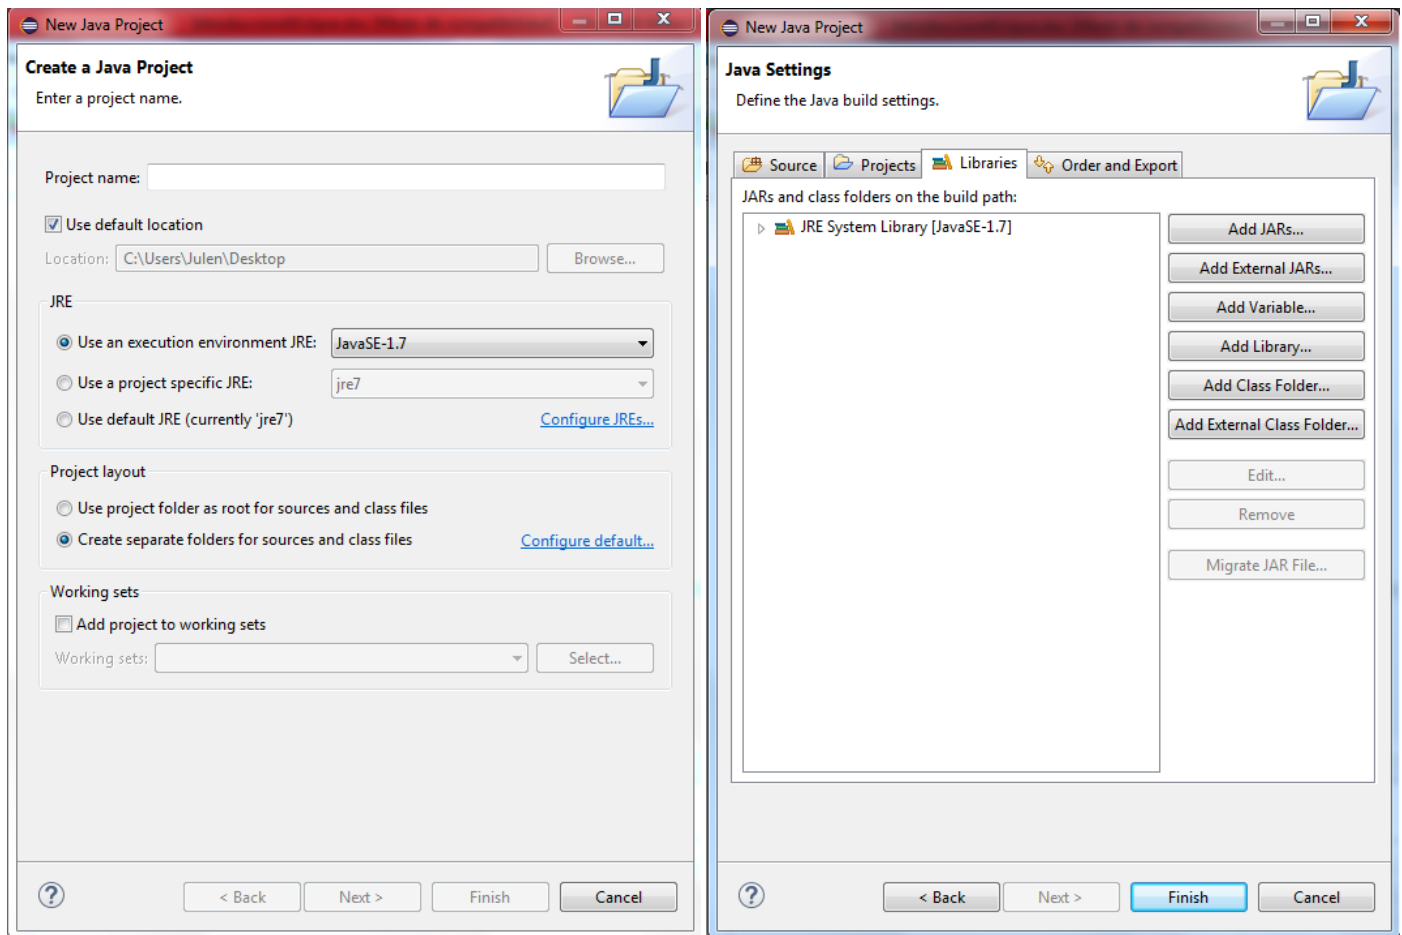 New Java Project
Create a Java Project
Enter a project name.
Project name:
Use default location
Location: C:\Users\Julen\Desktop Browse...
JRE
Use an execution environment JRE: JavaSE-1.7
Use a project specific JRE: jre7
Use default JRE (currently 'jre7') Configure JREs...
Project layout
Use project folder as root for sources and class files
Create separate folders for sources and class files Configure default...
Working sets
Add project to working sets
Working sets: Select...
? < Back Next > Finish Cancel
New Java Project
Java Settings
Define the Java build settings.
Source Projects Libraries Order and Export
JARs and class folders on the build path:
JRE System Library [JavaSE-1.7]
Add JARs...
Add External JARs...
Add Variable...
Add Library...
Add Class Folder...
Add External Class Folder...
Edit...
Remove
Migrate JAR File...
? < Back Next > Finish Cancel